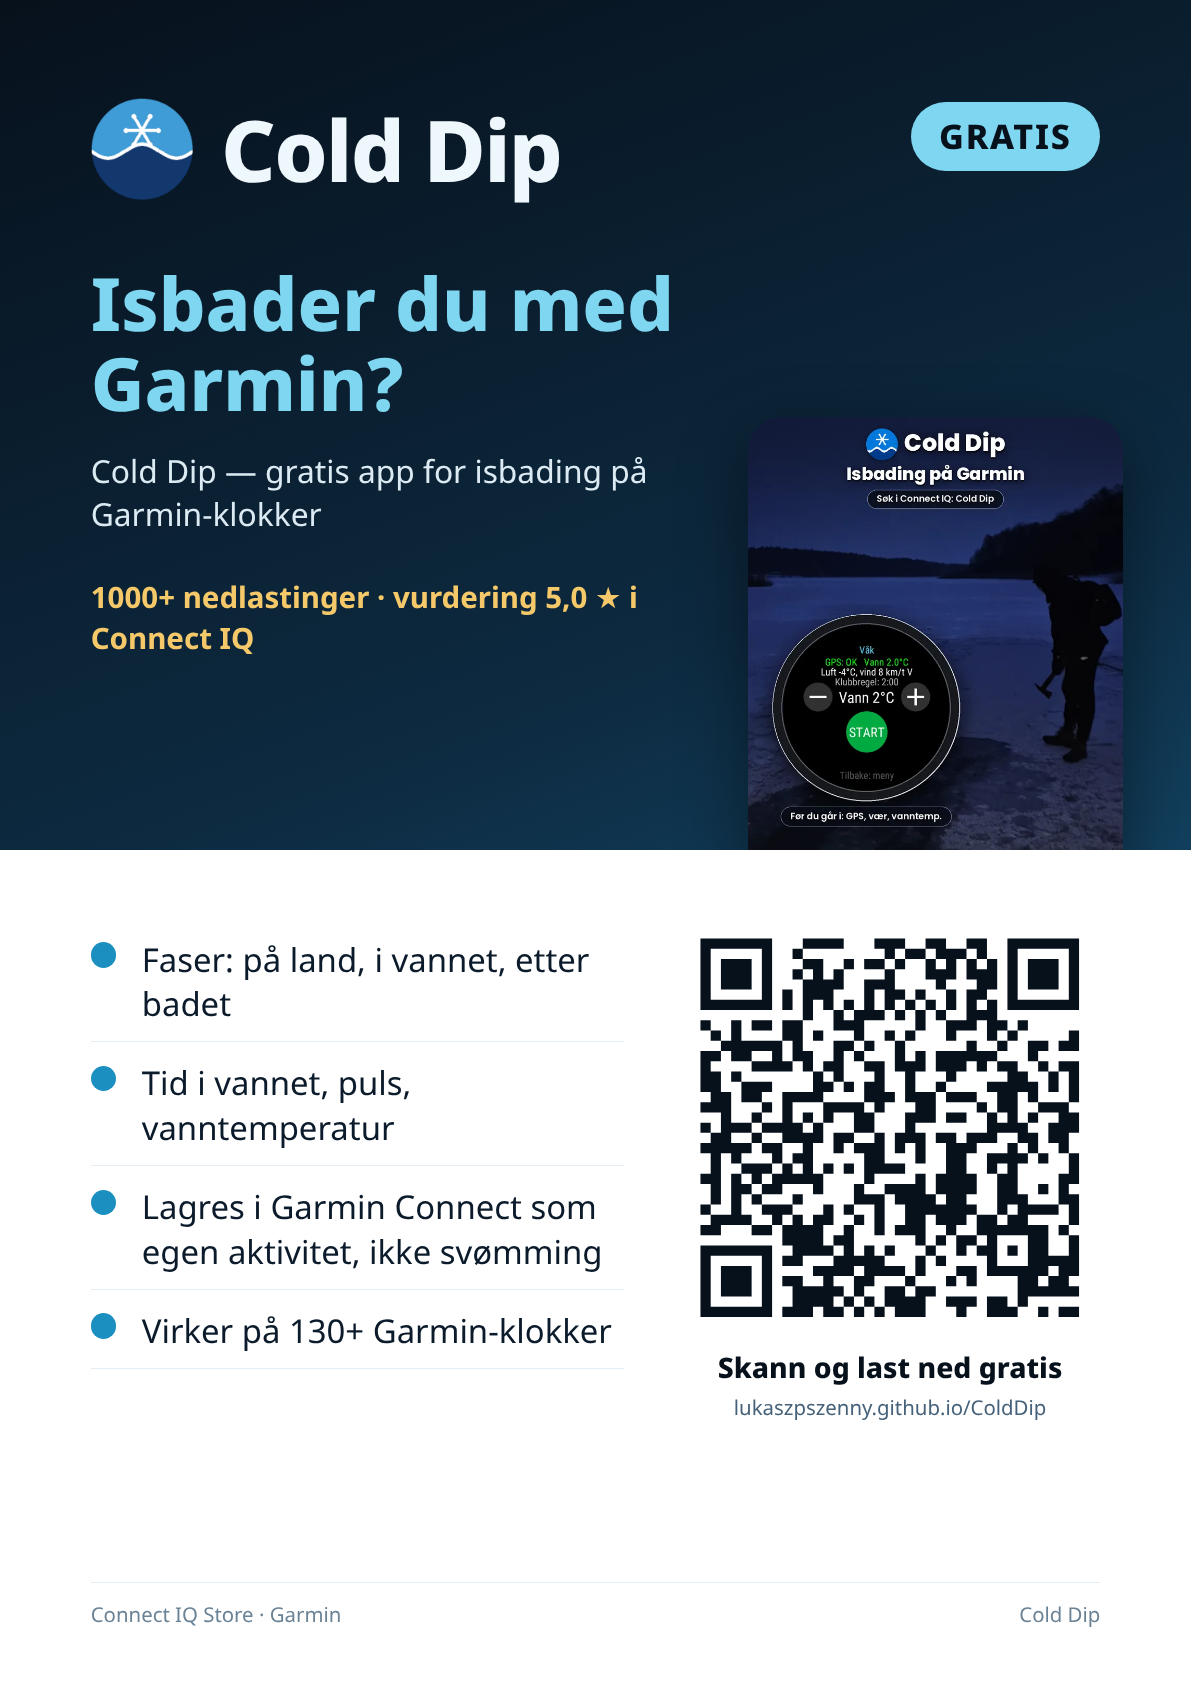 Cold Dip
GRATIS
Isbader du med
Garmin?
Cold Dip — gratis app for isbading på
Garmin-klokker
1000+ nedlastinger · vurdering 5,0 ★ i
Connect IQ
Cold Dip
Isbading på Garmin
Søk i Connect IQ: Cold Dip
Våk
GPS: OK Vann 2.0°C
Luft -4°C, vind 8 km/t V
Klubbregel: 2:00
− Vann 2°C +
START
Tilbake: meny
Før du går i: GPS, vær, vanntemp.
Faser: på land, i vannet, etter
badet
Tid i vannet, puls,
vanntemperatur
Lagres i Garmin Connect som
egen aktivitet, ikke svømming
Virker på 130+ Garmin-klokker
Skann og last ned gratis
lukaszpszenny.github.io/ColdDip
Connect IQ Store · Garmin
Cold Dip